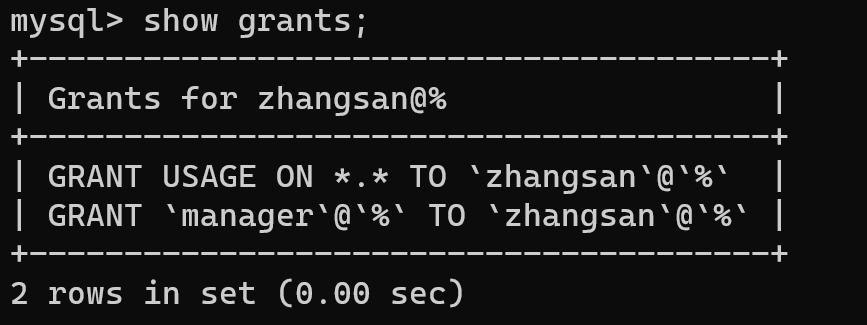 mysql> show grants;
+---------------------------------------+
| Grants for zhangsan@%                 |
+---------------------------------------+
| GRANT USAGE ON *.* TO `zhangsan`@`%`  |
| GRANT `manager`@`%` TO `zhangsan`@`%` |
+---------------------------------------+
2 rows in set (0.00 sec)